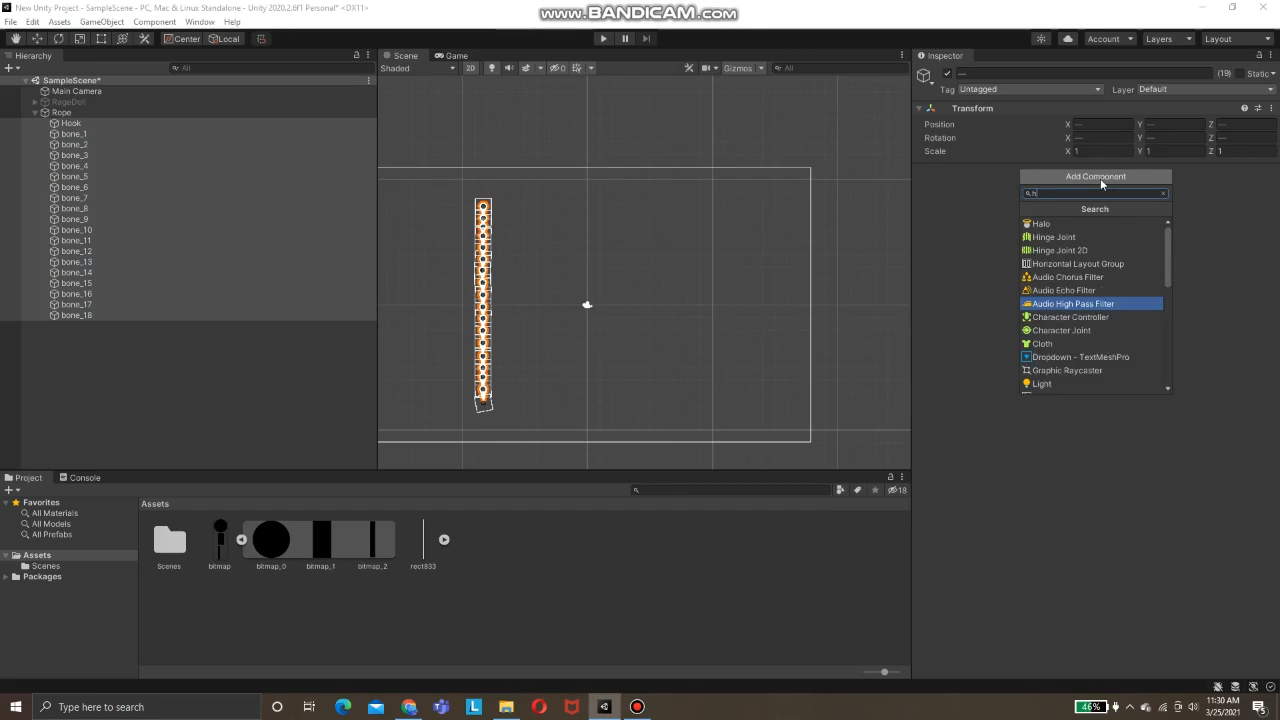 New Unity Project - SampleScene - PC, Mac & Linux Standalone - Unity 2020.2.6f1 Personal* <DX11>
www.BANDICAM.com
File Edit Assets GameObject Component Window Help
Center Local Account Layers Layout
Hierarchy
All
SampleScene*
Main Camera
RageDoll
Rope
Hook
bone_1
bone_2
bone_3
bone_4
bone_5
bone_6
bone_7
bone_8
bone_9
bone_10
bone_11
bone_12
bone_13
bone_14
bone_15
bone_16
bone_17
bone_18
Scene Game
Shaded 2D 0 Gizmos All
Inspector
— (19) Static
Tag Untagged Layer Default
Transform
Position X — Y — Z —
Rotation X — Y — Z —
Scale X 1 Y 1 Z 1
Add Component
h
Search
Halo
Hinge Joint
Hinge Joint 2D
Horizontal Layout Group
Audio Chorus Filter
Audio Echo Filter
Audio High Pass Filter
Character Controller
Character Joint
Cloth
Dropdown - TextMeshPro
Graphic Raycaster
Light
Project Console
18
Favorites
All Materials
All Models
All Prefabs
Assets
Scenes
Packages
Assets
Scenes bitmap bitmap_0 bitmap_1 bitmap_2 rect833
Type here to search
46%
11:30 AM
3/25/2021